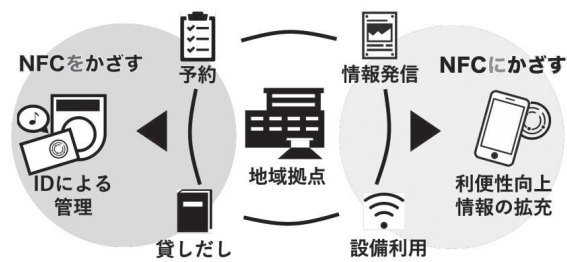 NFCをかざす
IDによる
管理
予約
貸しだし
地域拠点
情報発信
設備利用
NFCにかざす
利便性向上
情報の拡充